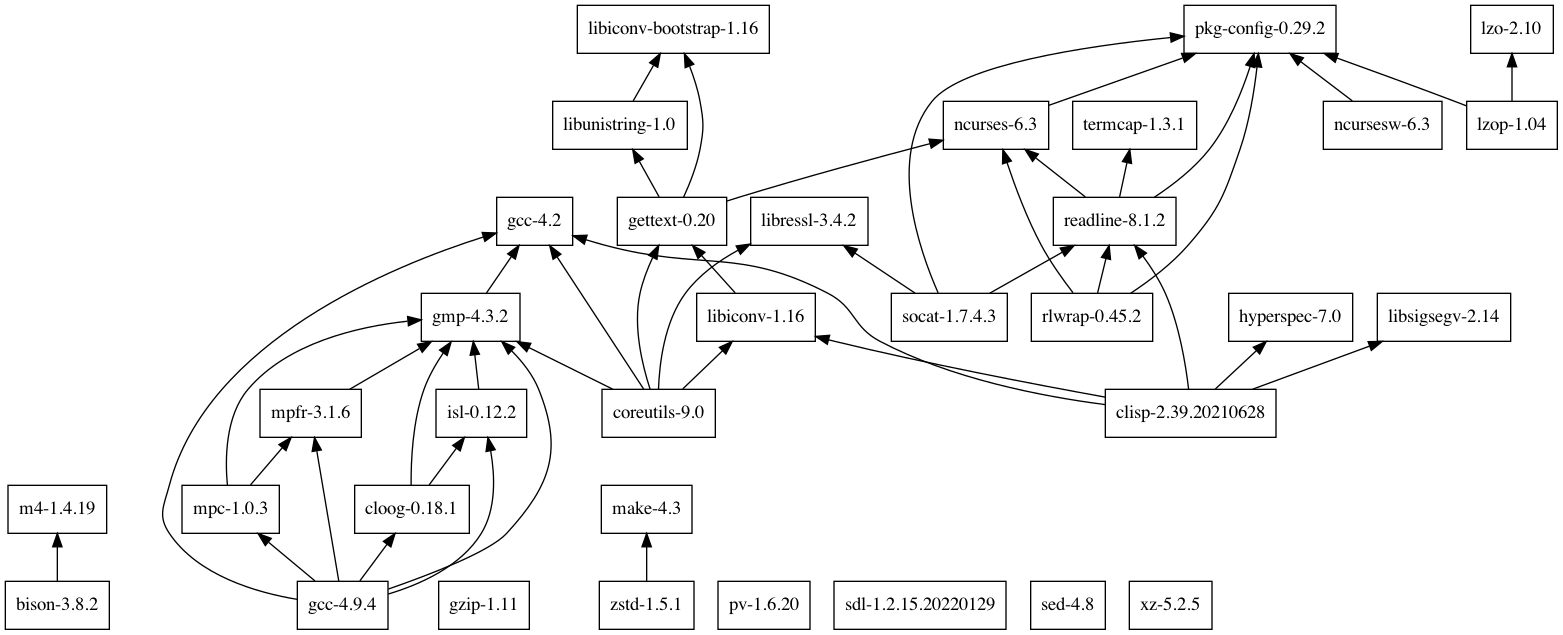 libiconv-bootstrap-1.16
pkg-config-0.29.2
lzo-2.10
libunistring-1.0
ncurses-6.3
termcap-1.3.1
ncursesw-6.3
lzop-1.04
gcc-4.2
gettext-0.20
libressl-3.4.2
readline-8.1.2
gmp-4.3.2
libiconv-1.16
socat-1.7.4.3
rlwrap-0.45.2
hyperspec-7.0
libsigsegv-2.14
mpfr-3.1.6
isl-0.12.2
coreutils-9.0
clisp-2.39.20210628
m4-1.4.19
mpc-1.0.3
cloog-0.18.1
make-4.3
bison-3.8.2
gcc-4.9.4
gzip-1.11
zstd-1.5.1
pv-1.6.20
sdl-1.2.15.20220129
sed-4.8
xz-5.2.5